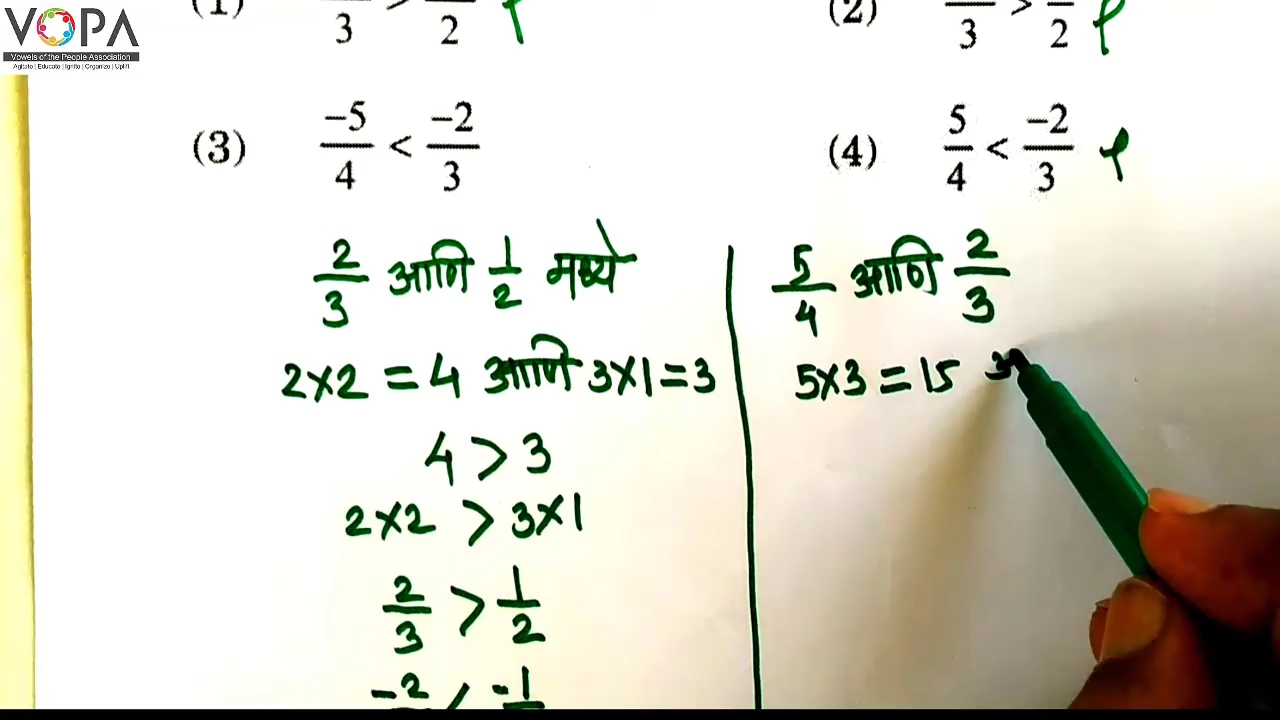 VOPA
Vowels of the People Association
Agitate | Educate | Ignite | Organize | Uplift
(1) 3 > 2
(2) 3 > 2
(3) -5/4 < -2/3
(4) 5/4 < -2/3
2/3 आणि 1/2 मध्ये
2×2 = 4 आणि 3×1=3
4 > 3
2×2 > 3×1
2/3 > 1/2
-2 < -1
5/4 आणि 2/3
5×3 = 15